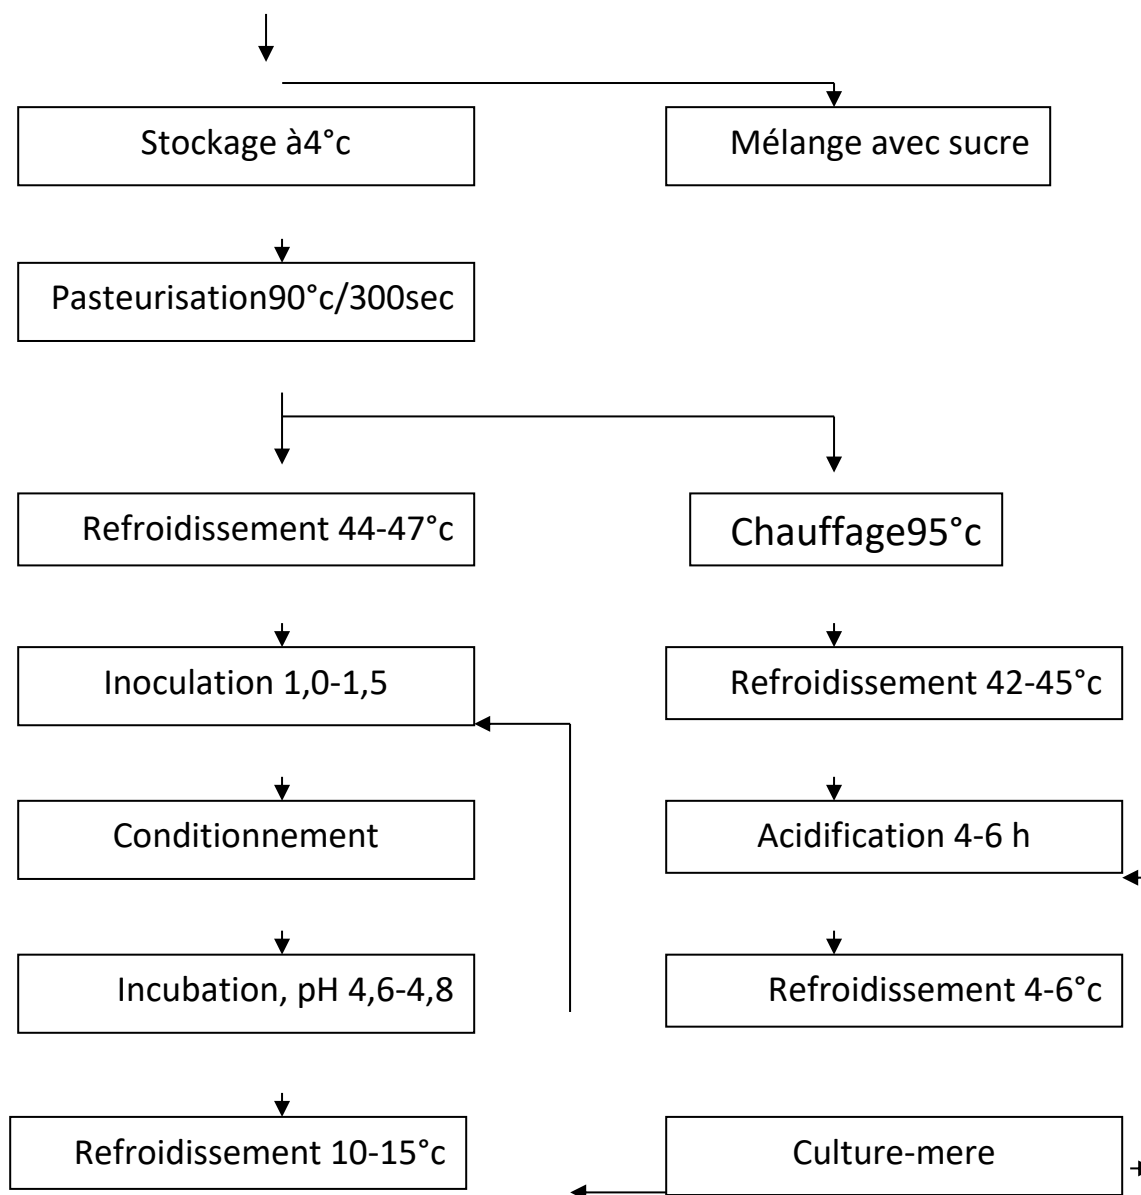 Stockage à4°c
Mélange avec sucre
Pasteurisation90°c/300sec
Refroidissement 44-47°c
Chauffage95°c
Inoculation 1,0-1,5
Refroidissement 42-45°c
Conditionnement
Acidification 4-6 h
Incubation, pH 4,6-4,8
Refroidissement 4-6°c
Refroidissement 10-15°c
Culture-mere